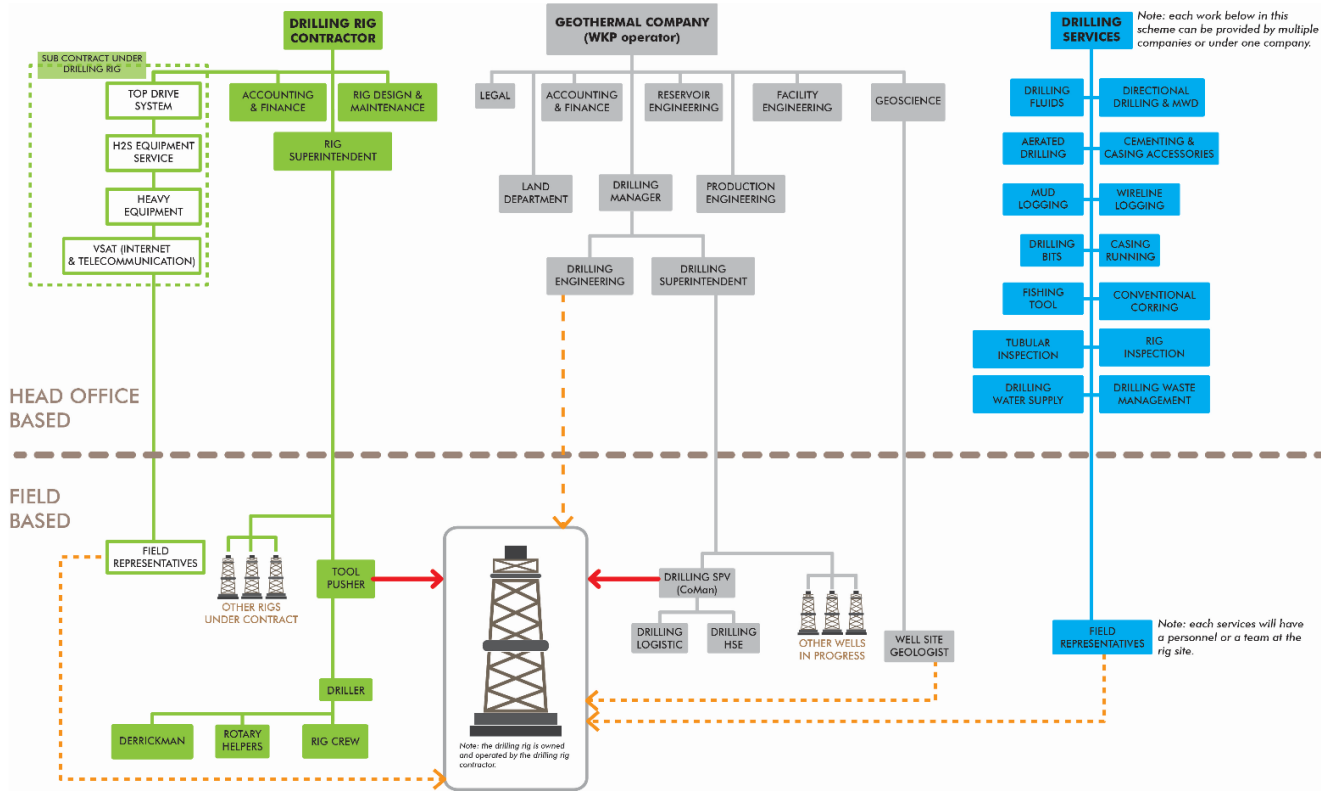 DRILLING RIG
CONTRACTOR
SUB CONTRACT UNDER
DRILLING RIG
TOP DRIVE
SYSTEM
H2S EQUIPMENT
SERVICE
HEAVY
EQUIPMENT
VSAT (INTERNET
& TELECOMMUNICATION)
ACCOUNTING
& FINANCE
RIG DESIGN &
MAINTENANCE
RIG
SUPERINTENDENT
GEOTHERMAL COMPANY
(WKP operator)
LEGAL
ACCOUNTING
& FINANCE
RESERVOIR
ENGINEERING
FACILITY
ENGINEERING
GEOSCIENCE
LAND
DEPARTMENT
DRILLING
MANAGER
PRODUCTION
ENGINEERING
DRILLING
ENGINEERING
DRILLING
SUPERINTENDENT
DRILLING
SERVICES
Note: each work below in this
scheme can be provided by multiple
companies or under one company.
DRILLING
FLUIDS
DIRECTIONAL
DRILLING & MWD
AERATED
DRILLING
CEMENTING &
CASING ACCESSORIES
MUD
LOGGING
WIRELINE
LOGGING
DRILLING
BITS
CASING
RUNNING
FISHING
TOOL
CONVENTIONAL
CORRING
TUBULAR
INSPECTION
RIG
INSPECTION
DRILLING
WATER SUPPLY
DRILLING WASTE
MANAGEMENT
HEAD OFFICE
BASED
FIELD
BASED
FIELD
REPRESENTATIVES
OTHER RIGS
UNDER CONTRACT
TOOL
PUSHER
DRILLER
DERRICKMAN
ROTARY
HELPERS
RIG CREW
Note: the drilling rig is owned
and operated by the drilling rig
contractor.
DRILLING SPV
(CoMan)
DRILLING
LOGISTIC
DRILLING
HSE
OTHER WELLS
IN PROGRESS
WELL SITE
GEOLOGIST
FIELD
REPRESENTATIVES
Note: each services will have
a personnel or a team at the
rig site.